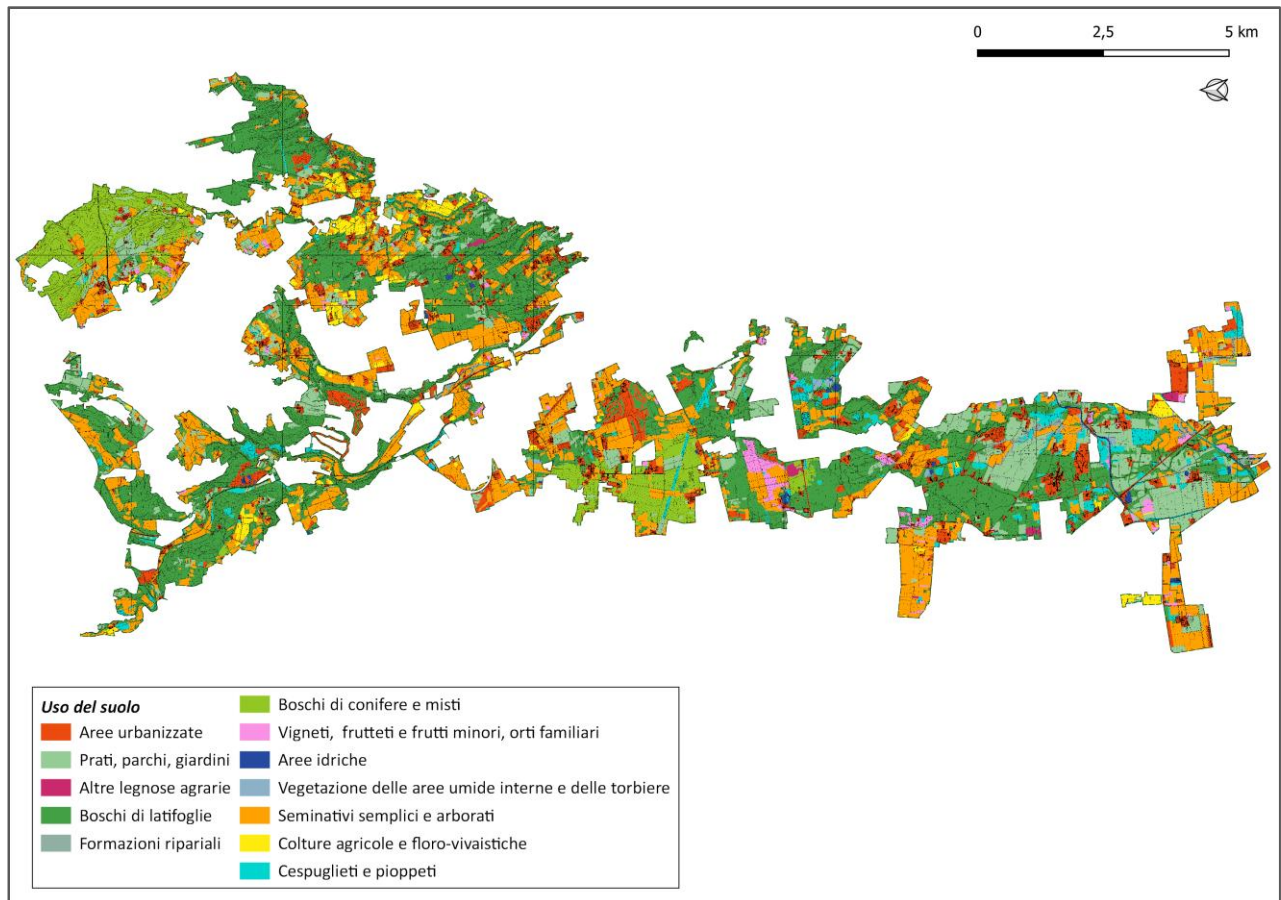 0 2,5 5 km
Uso del suolo
Aree urbanizzate
Prati, parchi, giardini
Altre legnose agrarie
Boschi di latifoglie
Formazioni ripariali
Boschi di conifere e misti
Vigneti, frutteti e frutti minori, orti familiari
Aree idriche
Vegetazione delle aree umide interne e delle torbiere
Seminativi semplici e arborati
Colture agricole e floro-vivaistiche
Cespuglieti e pioppeti